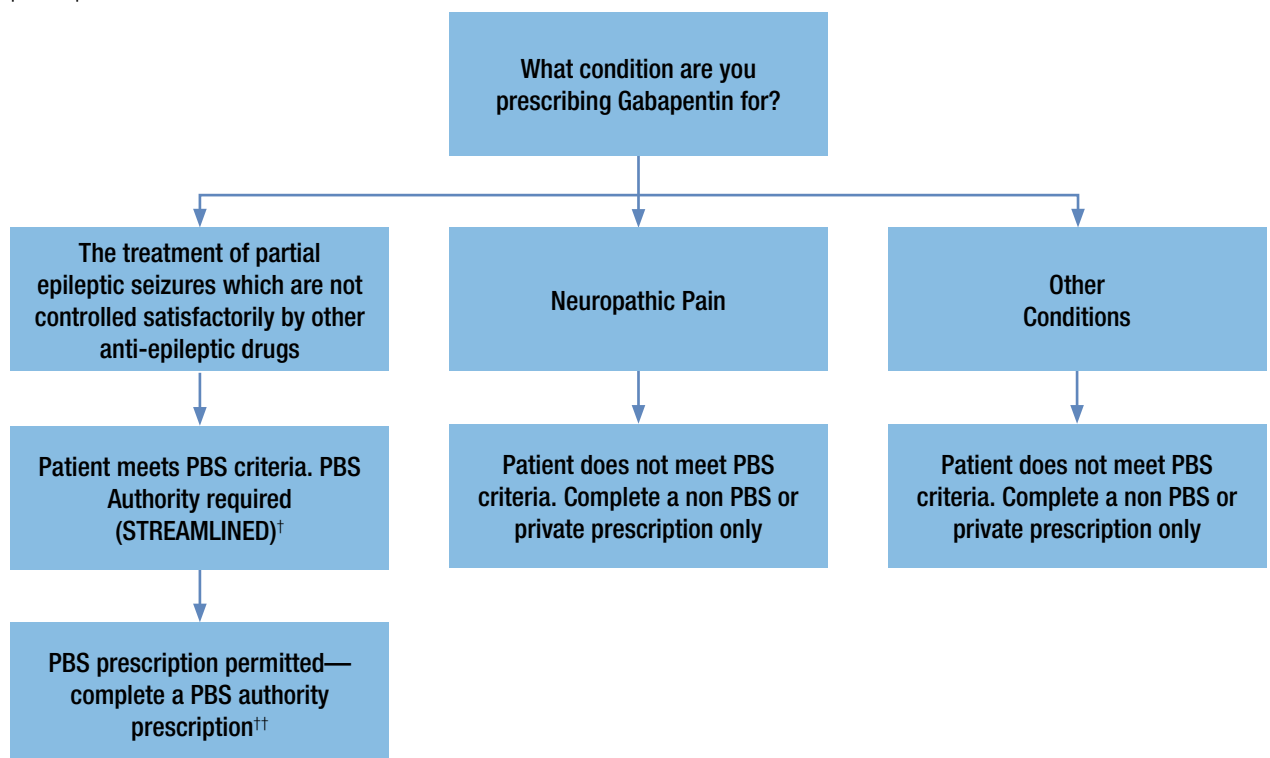 What condition are you
prescribing Gabapentin for?
The treatment of partial
epileptic seizures which are not
controlled satisfactorily by other
anti-epileptic drugs
Neuropathic Pain
Other
Conditions
Patient meets PBS criteria. PBS
Authority required
(STREAMLINED)†
Patient does not meet PBS
criteria. Complete a non PBS or
private prescription only
Patient does not meet PBS
criteria. Complete a non PBS or
private prescription only
PBS prescription permitted—
complete a PBS authority
prescription††